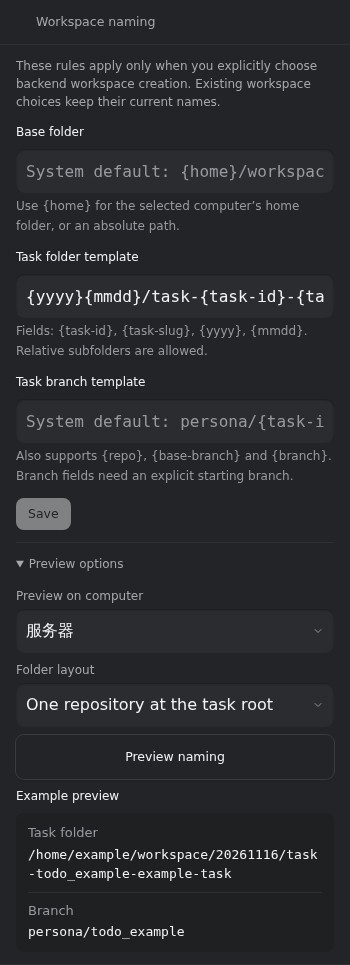 Workspace naming
These rules apply only when you explicitly choose
backend workspace creation. Existing workspace
choices keep their current names.
Base folder
System default: {home}/workspac
Use {home} for the selected computer’s home
folder, or an absolute path.
Task folder template
{yyyy}{mmdd}/task-{task-id}-{ta
Fields: {task-id}, {task-slug}, {yyyy}, {mmdd}.
Relative subfolders are allowed.
Task branch template
System default: persona/{task-i
Also supports {repo}, {base-branch} and {branch}.
Branch fields need an explicit starting branch.
Save
▼ Preview options
Preview on computer
服务器
Folder layout
One repository at the task root
Preview naming
Example preview
Task folder
/home/example/workspace/20261116/task
-todo_example-example-task
Branch
persona/todo_example